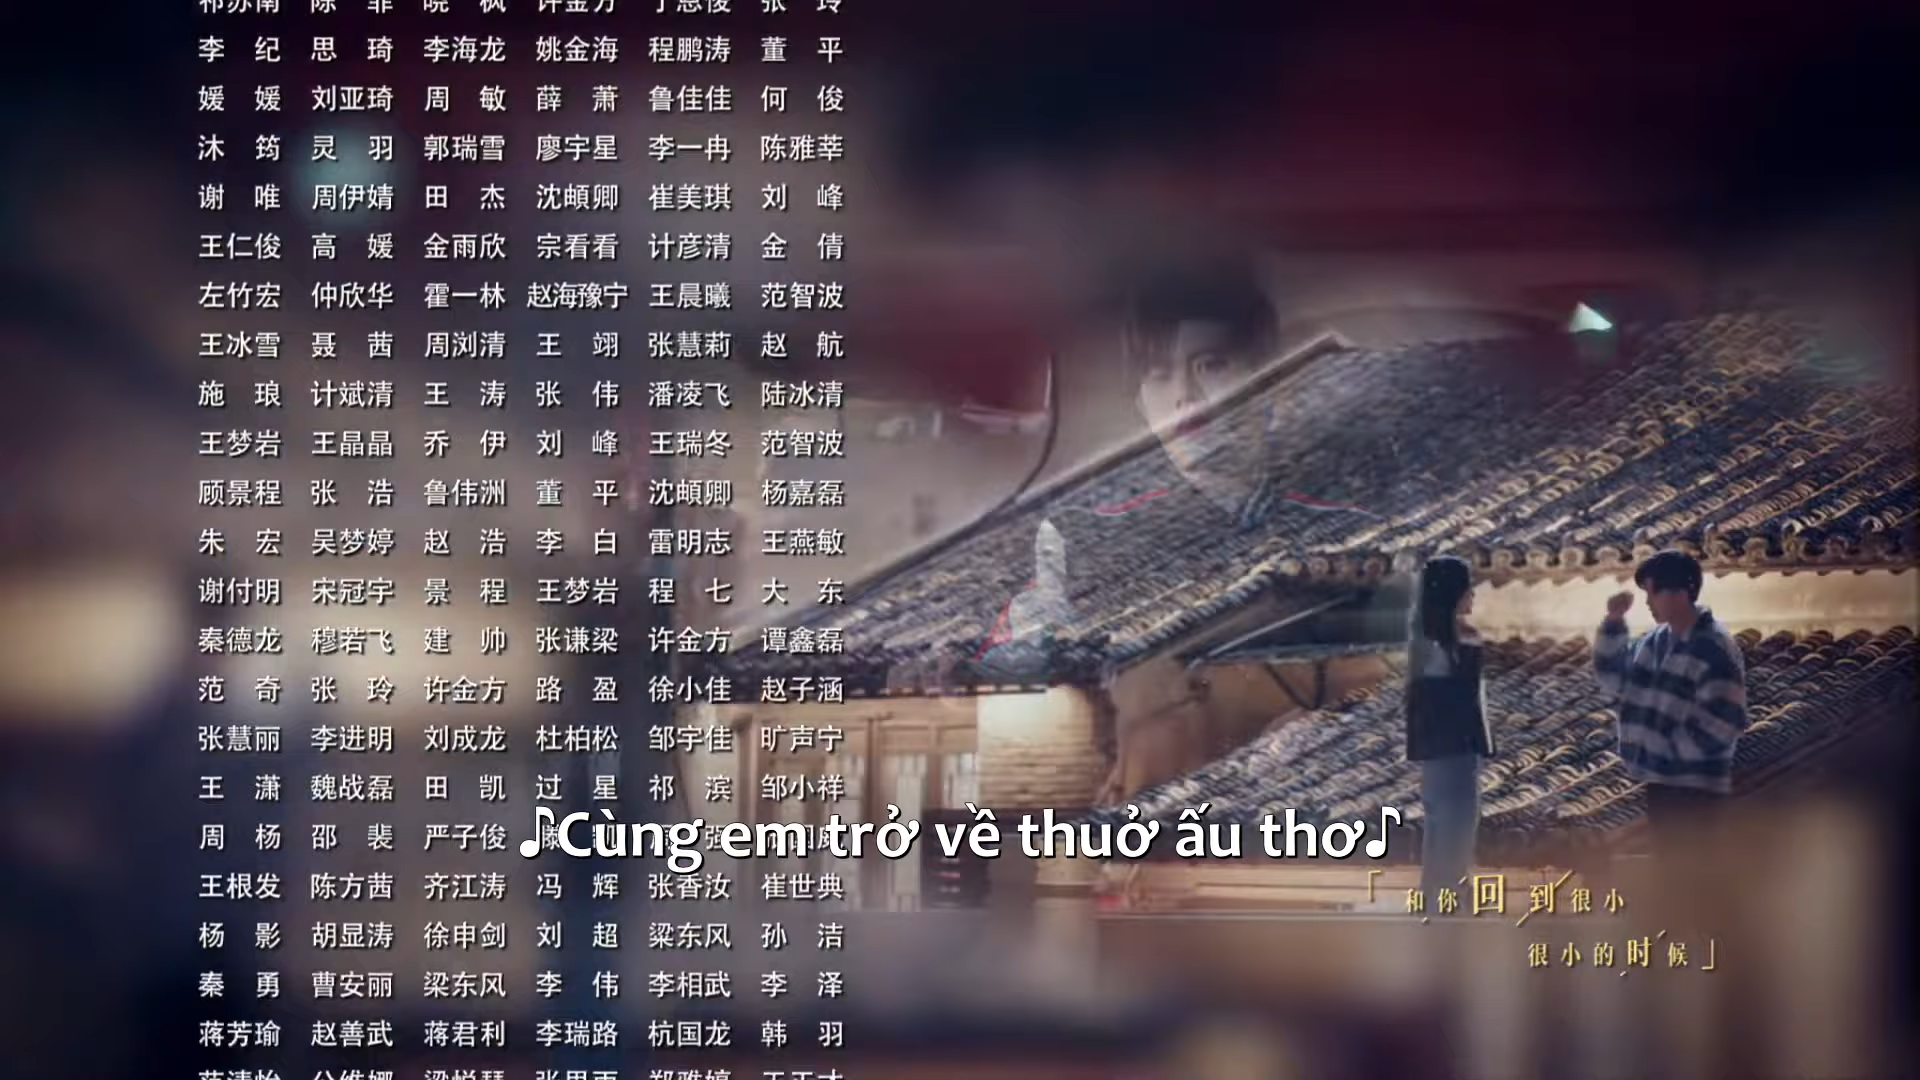 李纪 思琦 李海龙 姚金海 程鹏涛 董平
媛媛 刘亚琦 周敏 薛萧 鲁佳佳 何俊
沐筠 灵羽 郭瑞雪 廖宇星 李一冉 陈雅莘
谢唯 周伊婧 田杰 沈頔卿 崔美琪 刘峰
王仁俊 高媛 金雨欣 宗看看 计彦清 金倩
左竹宏 仲欣华 霍一林 赵海豫宁 王晨曦 范智波
王冰雪 聂茜 周浏清 王翊 张慧莉 赵航
施琅 计斌清 王涛 张伟 潘凌飞 陆冰清
王梦岩 王晶晶 乔伊 刘峰 王瑞冬 范智波
顾景程 张浩 鲁伟洲 董平 沈頔卿 杨嘉磊
朱宏 吴梦婷 赵浩 李白 雷明志 王燕敏
谢付明 宋冠宇 景程 王梦岩 程七 大东
秦德龙 穆若飞 建帅 张谦梁 许金方 谭鑫磊
范奇 张玲 许金方 路盈 徐小佳 赵子涵
张慧丽 李进明 刘成龙 杜柏松 邹宇佳 旷声宁
王潇 魏战磊 田凯 过星 祁滨 邹小祥
周杨 邵裴 严子俊
♪Cùng em trở về thuở ấu thơ♪
王根发 陈方茜 齐江涛 冯辉 张香汝 崔世典
「和你回到很小
杨影 胡显涛 徐申剑 刘超 梁东风 孙洁
很小的时候」
秦勇 曹安丽 梁东风 李伟 李相武 李泽
蒋芳瑜 赵善武 蒋君利 李瑞路 杭国龙 韩羽